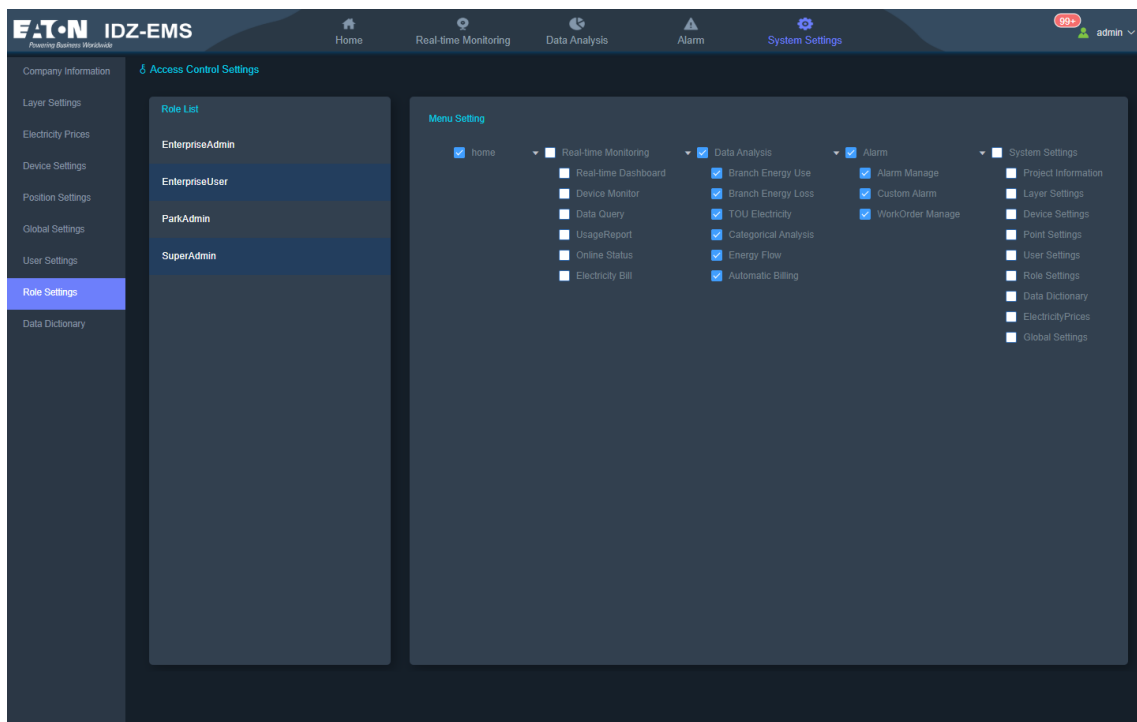 EATON IDZ-EMS
Powering Business Worldwide
Home
Real-time Monitoring
Data Analysis
Alarm
System Settings
99+
admin
Company Information
Layer Settings
Electricity Prices
Device Settings
Position Settings
Global Settings
User Settings
Role Settings
Data Dictionary
Access Control Settings
Role List
EnterpriseAdmin
EnterpriseUser
ParkAdmin
SuperAdmin
Menu Setting
home
Real-time Monitoring
Real-time Dashboard
Device Monitor
Data Query
UsageReport
Online Status
Electricity Bill
Data Analysis
Branch Energy Use
Branch Energy Loss
TOU Electricity
Categorical Analysis
Energy Flow
Automatic Billing
Alarm
Alarm Manage
Custom Alarm
WorkOrder Manage
System Settings
Project Information
Layer Settings
Device Settings
Point Settings
User Settings
Role Settings
Data Dictionary
ElectricityPrices
Global Settings